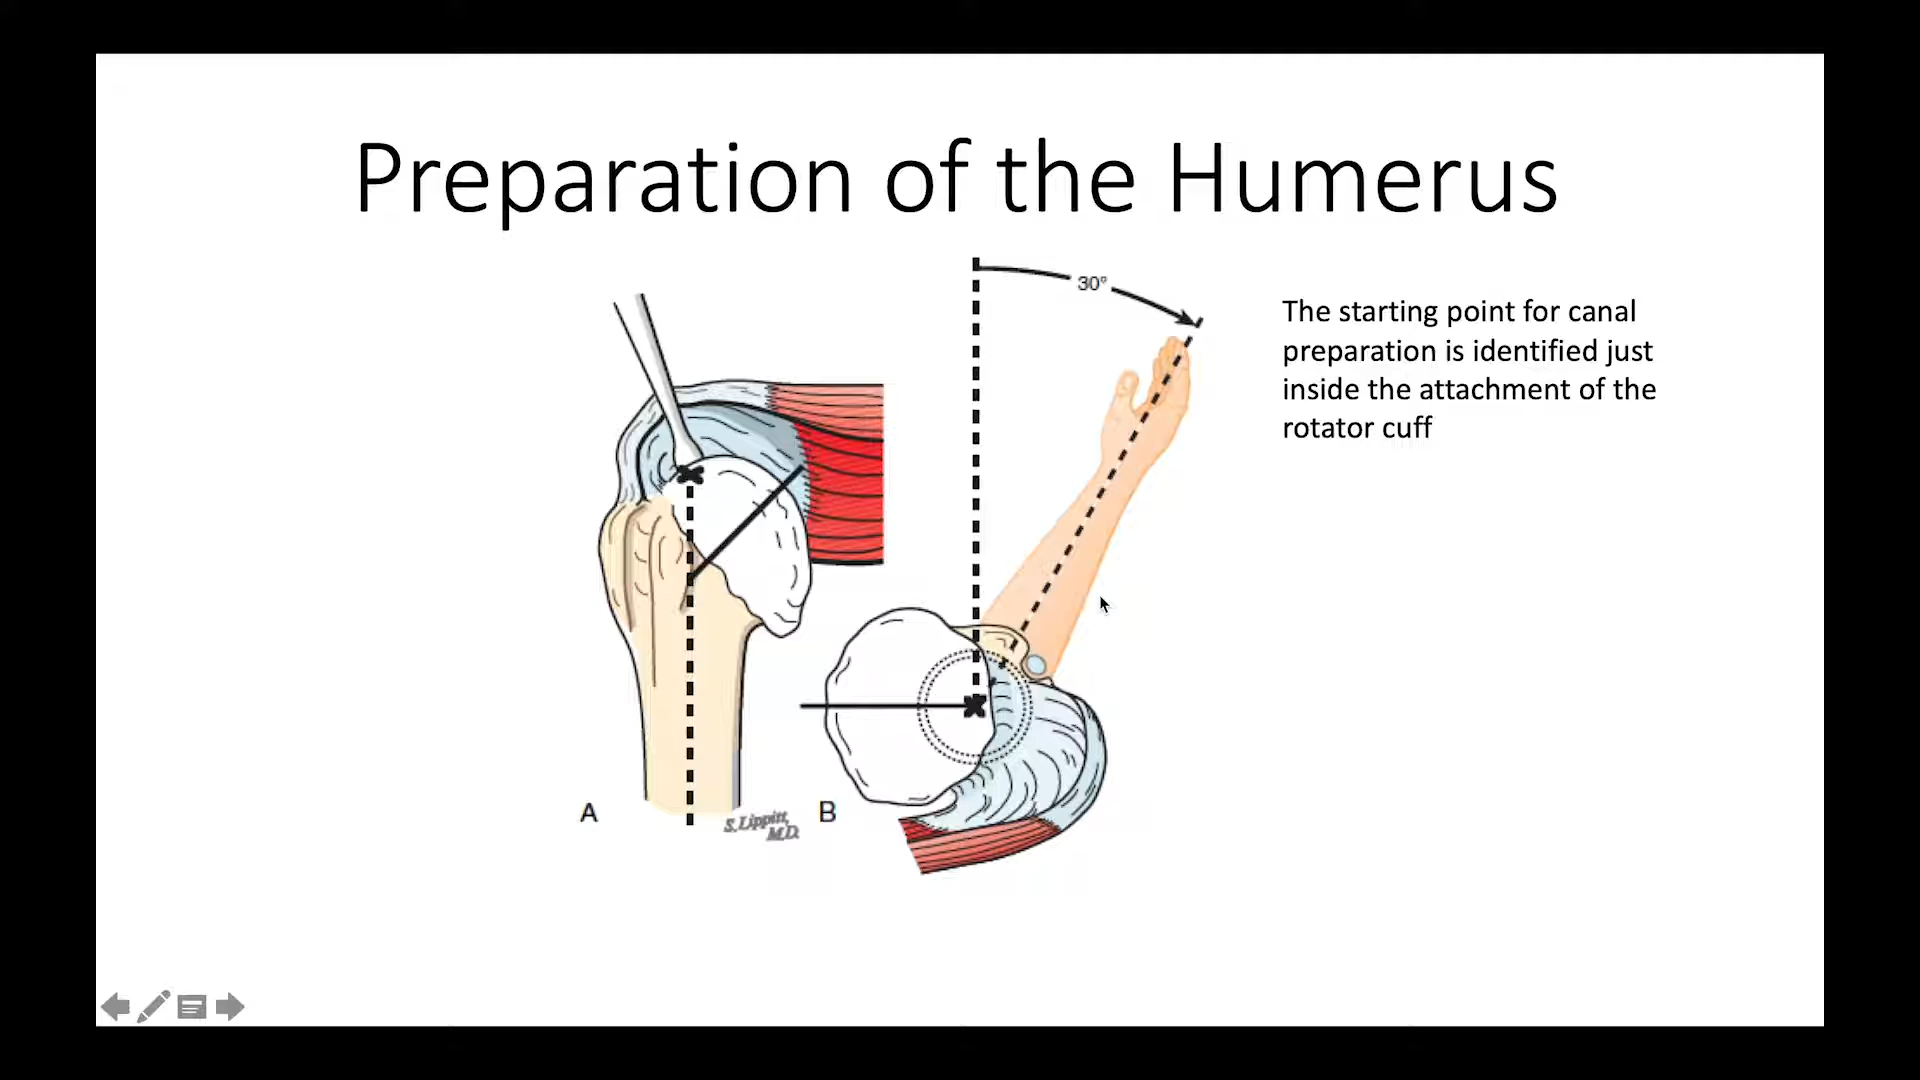 Preparation of the Humerus
30°
The starting point for canal
preparation is identified just
inside the attachment of the
rotator cuff
A
S. Lippitt,
M.D.
B